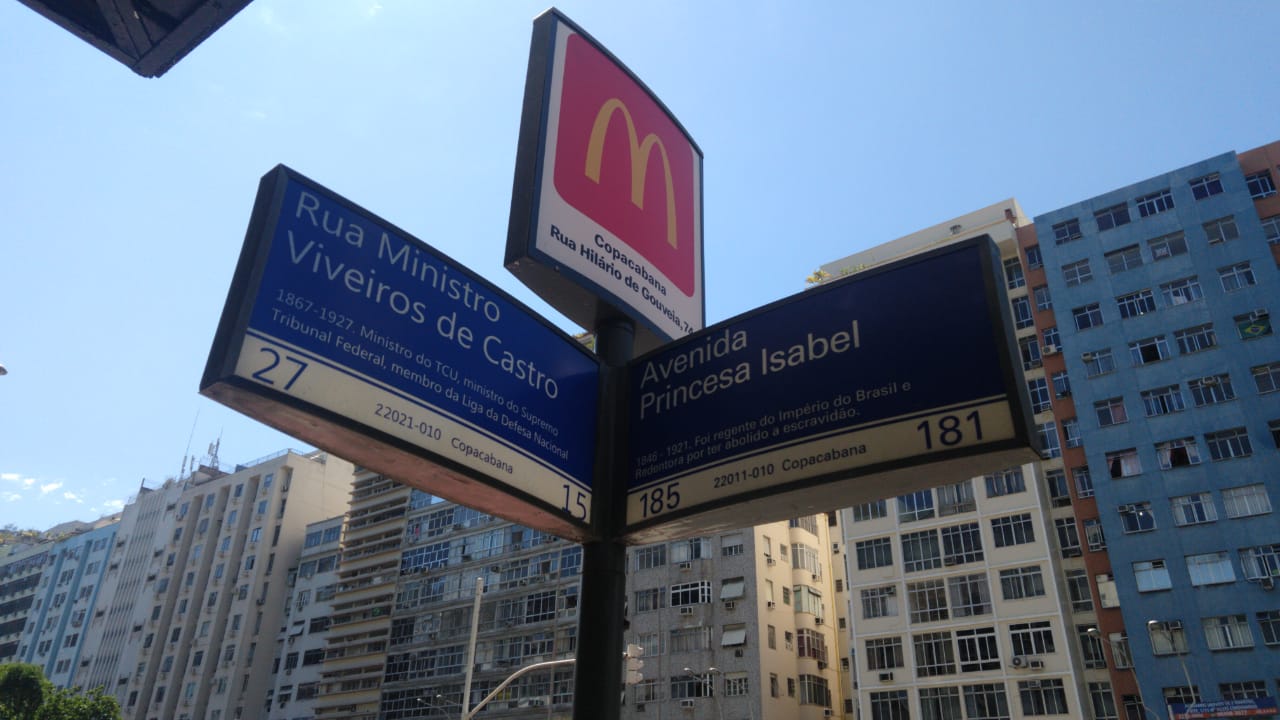 Copacabana
Rua Hilário de Gouveia,
Rua Ministro
Viveiros de Castro
1867-1927. Ministro do TCU, ministro do Supremo
Tribunal Federal, membro da Liga da Defesa Nacional
27
22021-010 Copacabana
15
Avenida
Princesa Isabel
1846 - 1921. Foi regente do Império do Brasil e
Redentora por ter abolido a escravidão.
185
22011-010 Copacabana
181